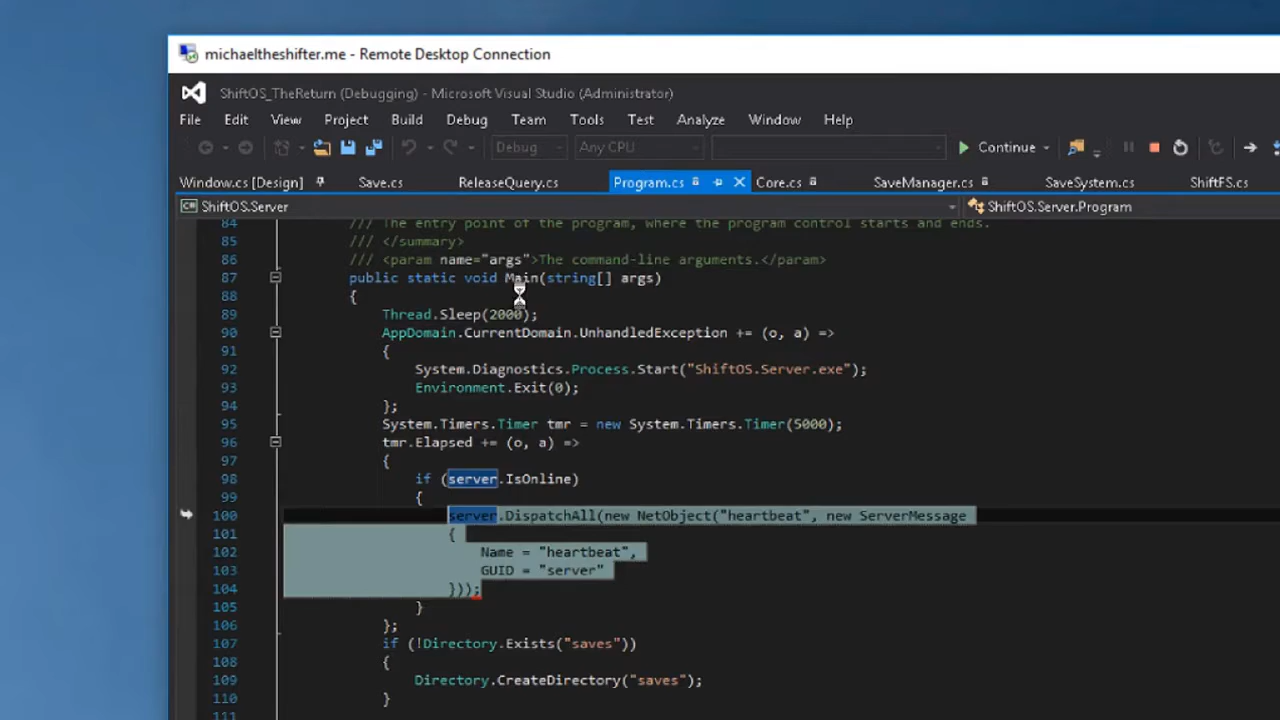 michaeltheshifter.me - Remote Desktop Connection
ShiftOS_TheReturn (Debugging) - Microsoft Visual Studio (Administrator)
File Edit View Project Build Debug Team Tools Test Analyze Window Help
Debug Any CPU Continue
Window.cs [Design] Save.cs ReleaseQuery.cs Program.cs Core.cs SaveManager.cs SaveSystem.cs ShiftFS.cs
ShiftOS.Server ShiftOS.Server.Program
84 /// The entry point of the program, where the program control starts and ends.
85 /// </summary>
86 /// <param name="args">The command-line arguments.</param>
87 public static void Main(string[] args)
88 {
89 Thread.Sleep(2000);
90 AppDomain.CurrentDomain.UnhandledException += (o, a) =>
91 {
92 System.Diagnostics.Process.Start("ShiftOS.Server.exe");
93 Environment.Exit(0);
94 };
95 System.Timers.Timer tmr = new System.Timers.Timer(5000);
96 tmr.Elapsed += (o, a) =>
97 {
98 if (server.IsOnline)
99 {
100 server.DispatchAll(new NetObject("heartbeat", new ServerMessage
101 {
102 Name = "heartbeat",
103 GUID = "server"
104 }));
105 }
106 };
107 if (!Directory.Exists("saves"))
108 {
109 Directory.CreateDirectory("saves");
110 }
111